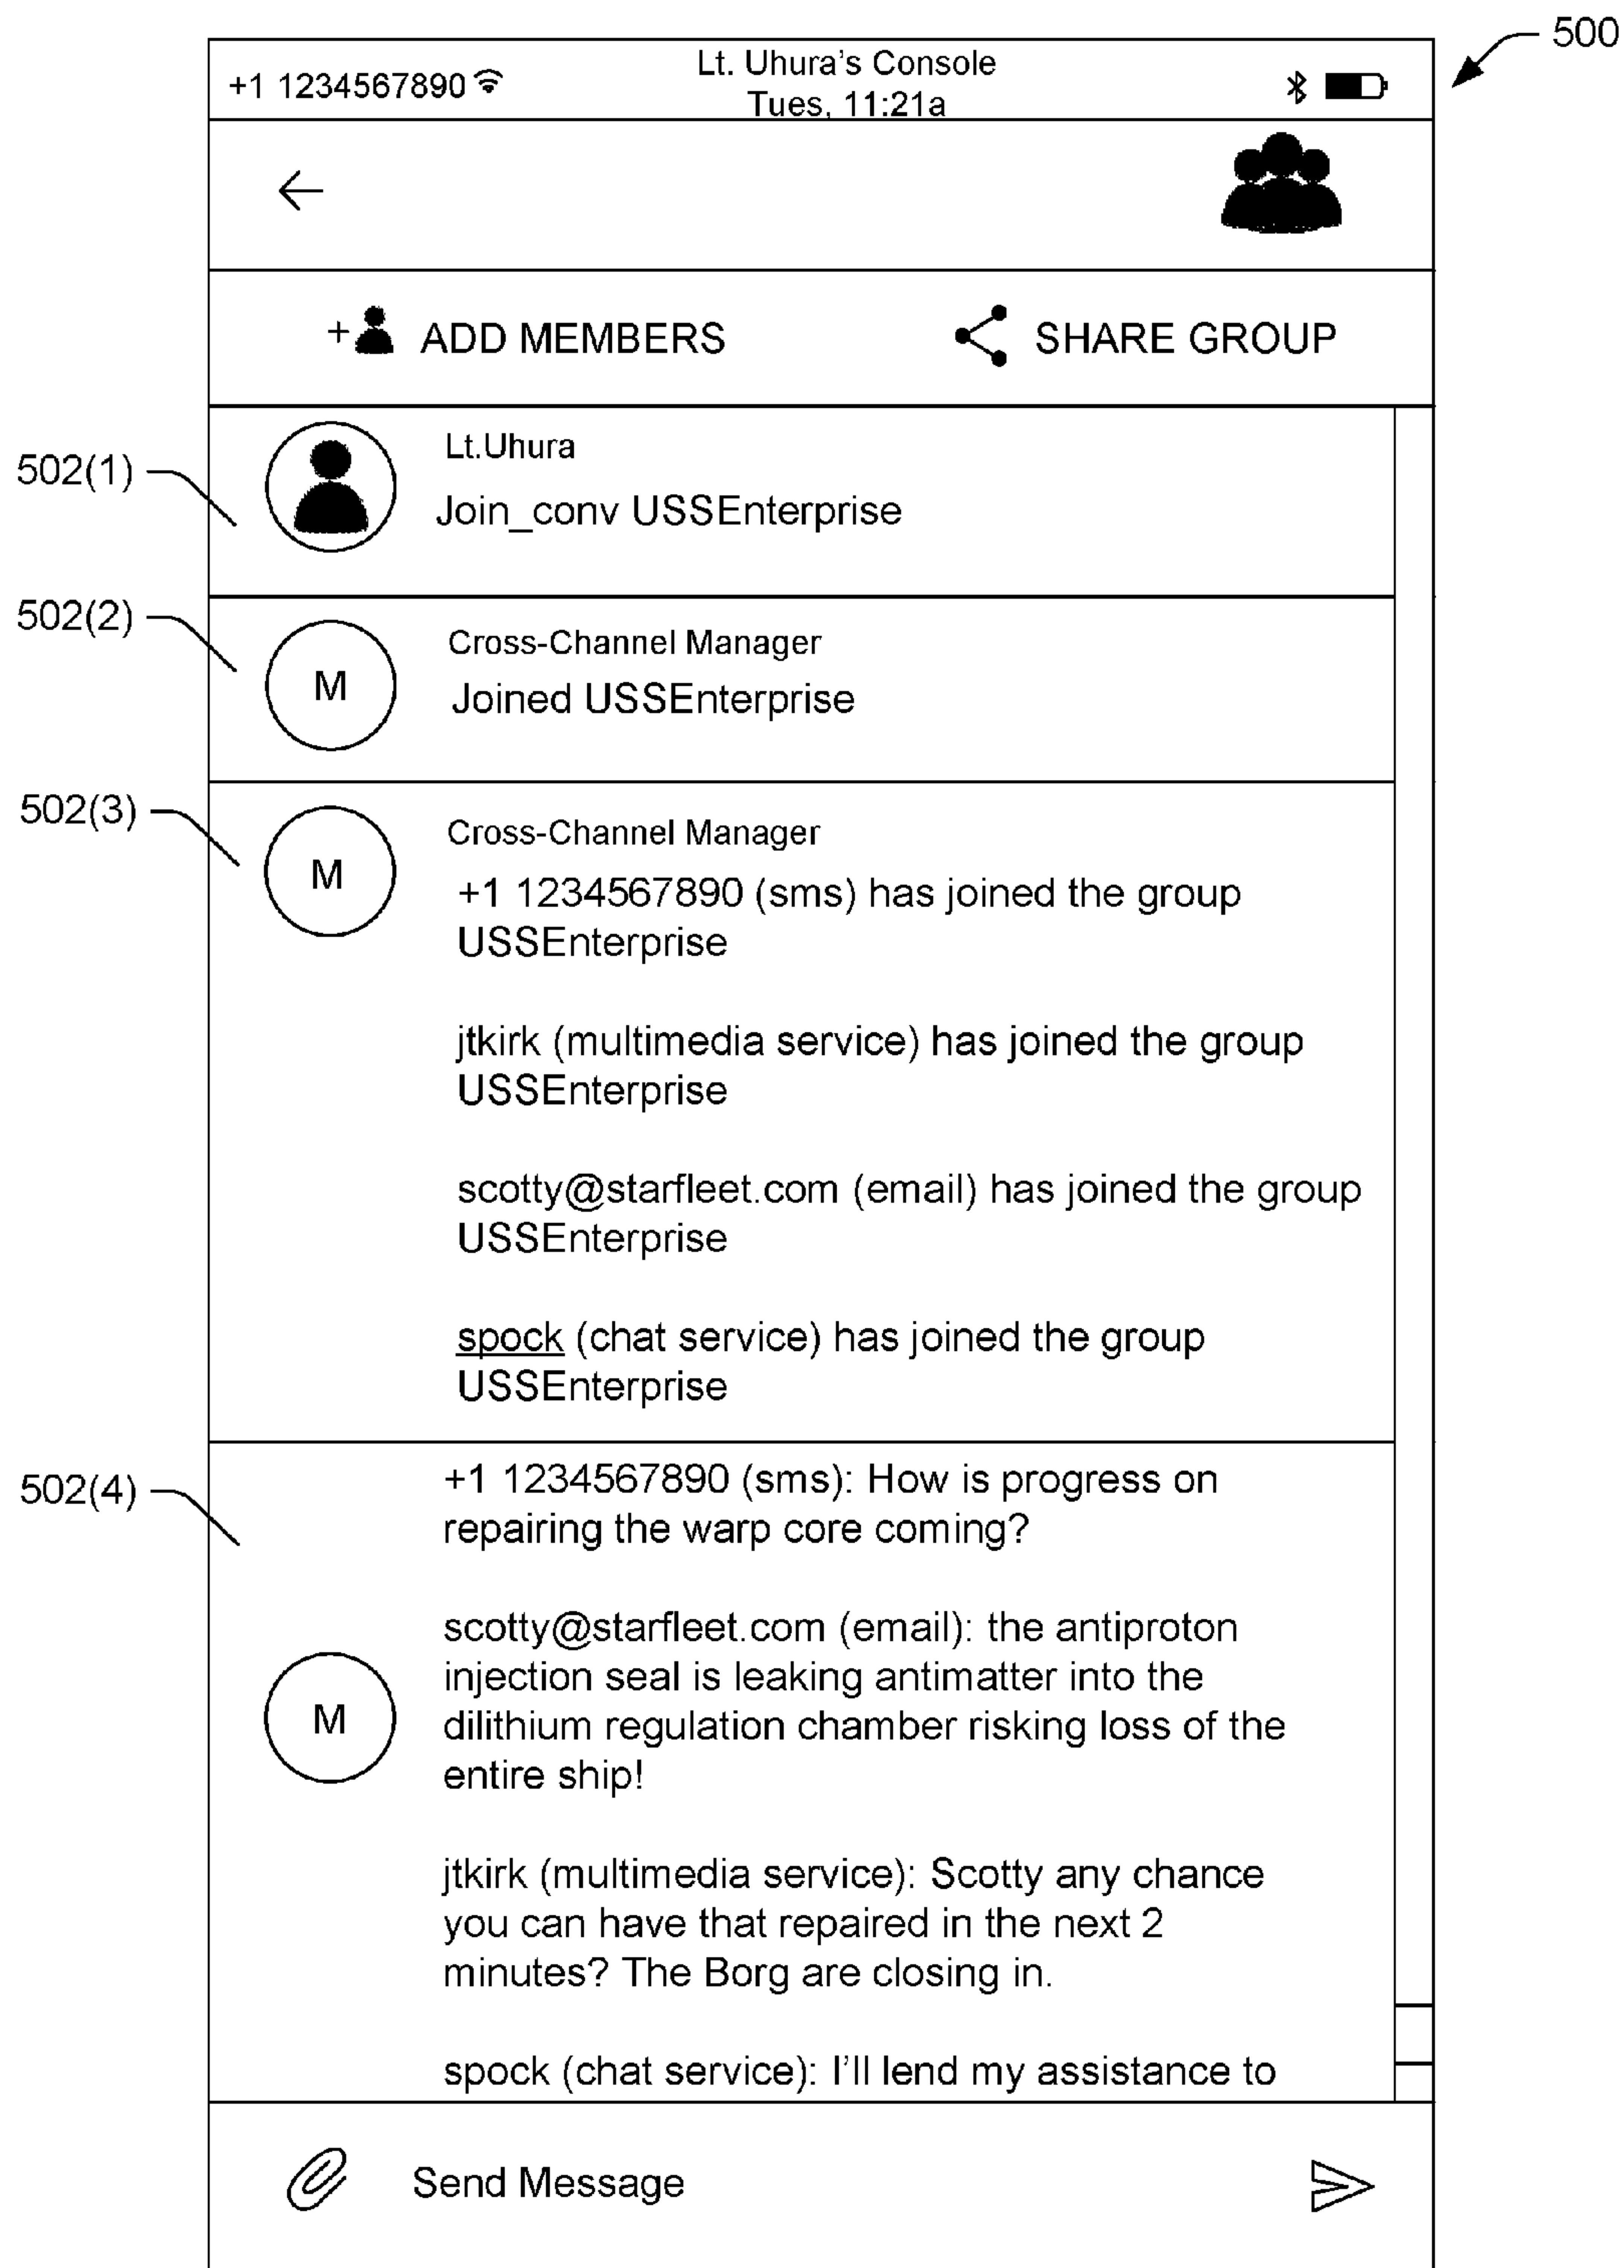 500
+1 1234567890
Lt. Uhura's Console
Tues, 11:21a
ADD MEMBERS
SHARE GROUP
502(1)
Lt.Uhura
Join_conv USSEnterprise
502(2)
M
Cross-Channel Manager
Joined USSEnterprise
502(3)
M
Cross-Channel Manager
+1 1234567890 (sms) has joined the group
USSEnterprise
jtkirk (multimedia service) has joined the group
USSEnterprise
scotty@starfleet.com (email) has joined the group
USSEnterprise
spock (chat service) has joined the group
USSEnterprise
502(4)
+1 1234567890 (sms): How is progress on
repairing the warp core coming?
scotty@starfleet.com (email): the antiproton
injection seal is leaking antimatter into the
M
dilithium regulation chamber risking loss of the
entire ship!
jtkirk (multimedia service): Scotty any chance
you can have that repaired in the next 2
minutes? The Borg are closing in.
spock (chat service): I'll lend my assistance to
Send Message